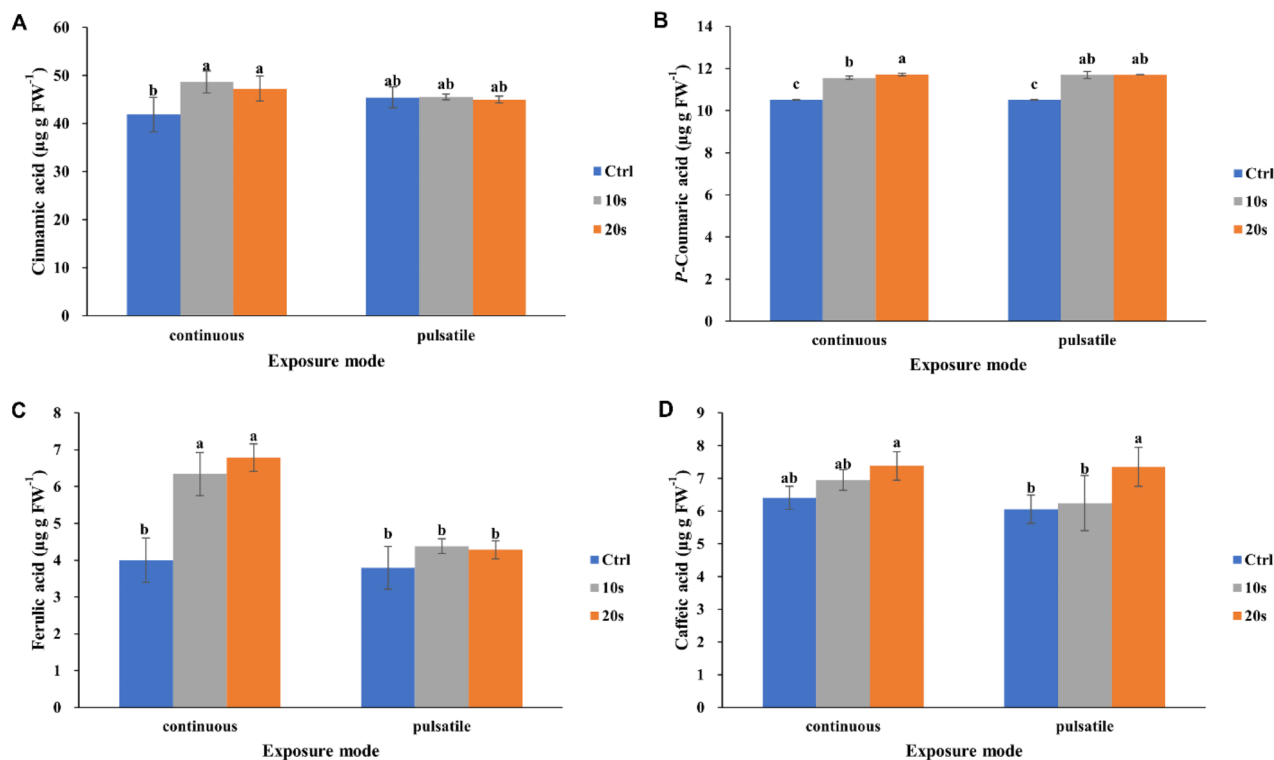 A
Cinnamic acid (µg g FW⁻¹)
60
50
40
30
20
10
0
b
a
a
ab
ab
ab
continuous
pulsatile
Exposure mode
Ctrl
10s
20s
B
P-Coumaric acid (µg g FW⁻¹)
14
12
10
8
6
4
2
0
c
b
a
c
ab
ab
continuous
pulsatile
Exposure mode
Ctrl
10s
20s
C
Ferulic acid (µg g FW⁻¹)
8
7
6
5
4
3
2
1
0
b
a
a
b
b
b
continuous
pulsatile
Exposure mode
Ctrl
10s
20s
D
Caffeic acid (µg g FW⁻¹)
9
8
7
6
5
4
3
2
1
0
ab
ab
a
b
b
a
continuous
pulsatile
Exposure mode
Ctrl
10s
20s